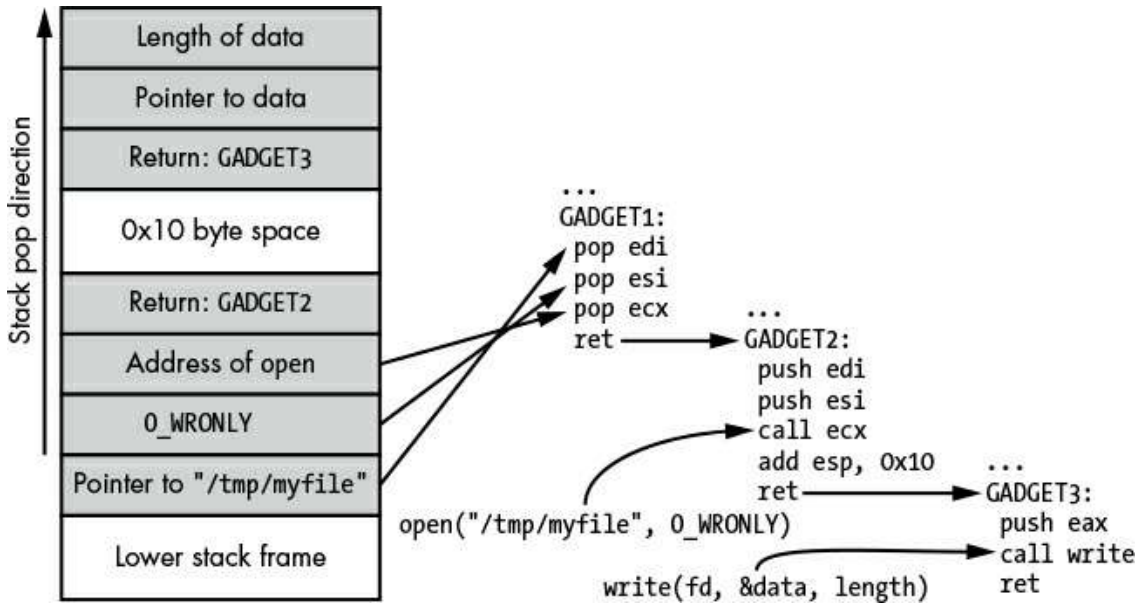 Stack pop direction
Length of data
Pointer to data
Return: GADGET3
0x10 byte space
Return: GADGET2
Address of open
O_WRONLY
Pointer to "/tmp/myfile"
Lower stack frame
...
GADGET1:
pop edi
pop esi
pop ecx
ret
...
GADGET2:
push edi
push esi
call ecx
add esp, 0x10
ret
open("/tmp/myfile", O_WRONLY)
...
GADGET3:
push eax
call write
ret
write(fd, &data, length)